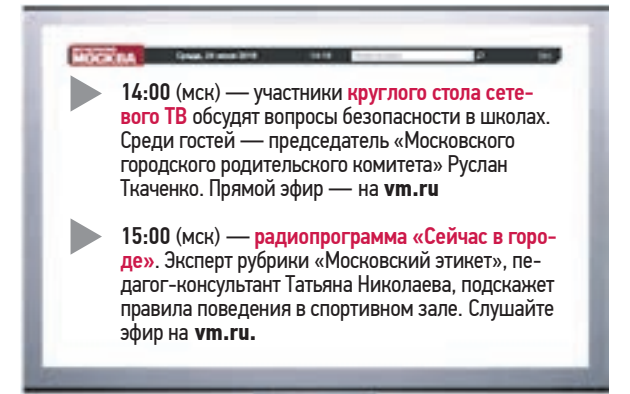 МОСКВА
14:00 (мск) — участники круглого стола сете-
вого ТВ обсудят вопросы безопасности в школах.
Среди гостей — председатель «Московского
городского родительского комитета» Руслан
Ткаченко. Прямой эфир — на vm.ru
15:00 (мск) — радиопрограмма «Сейчас в горо-
де». Эксперт рубрики «Московский этикет», пе-
дагог-консультант Татьяна Николаева, подскажет
правила поведения в спортивном зале. Слушайте
эфир на vm.ru.